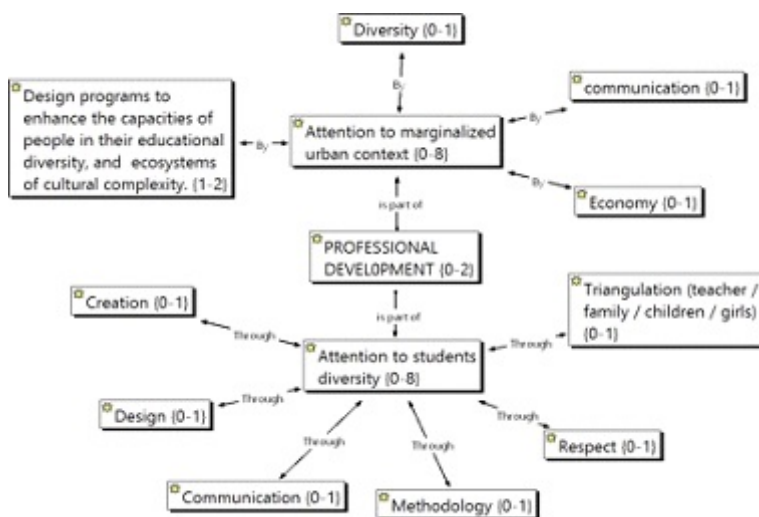 Diversity {0-1}
By
Design programs to
enhance the capacities of
people in their educational
diversity, and ecosystems
of cultural complexity. {1-2}
By
Attention to marginalized
urban context {0-8}
By
communication {0-1}
By
Economy {0-1}
is part of
PROFESSIONAL
DEVEL0PMENT {0-2}
is part of
Creation {0-1}
Through
Triangulation (teacher /
family / children / girls)
{0-1}
Through
Attention to students
diversity {0-8}
Through
Design {0-1}
Through
Respect {0-1}
Through
Communication {0-1}
Through
Methodology {0-1}